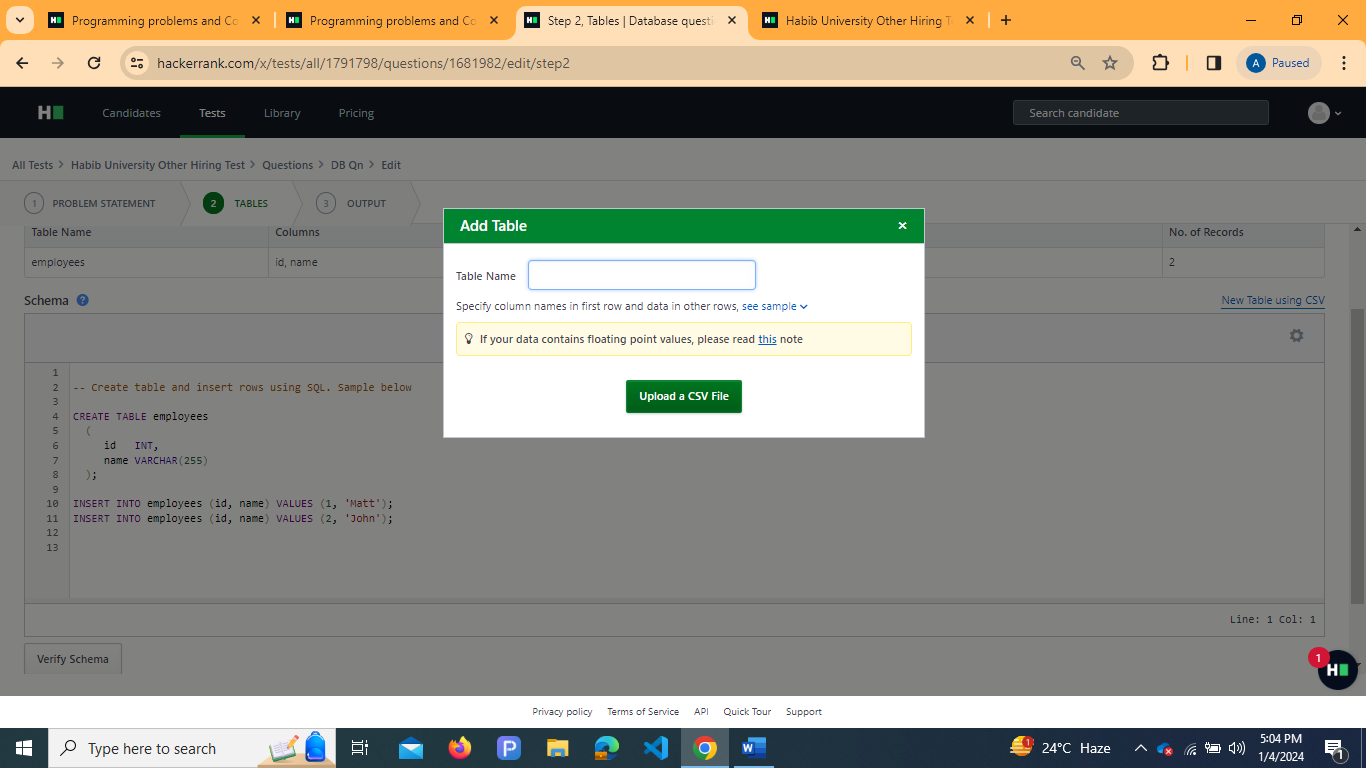 Programming problems and Co
Programming problems and Co
Step 2, Tables | Database questi
Habib University Other Hiring T
hackerrank.com/x/tests/all/1791798/questions/1681982/edit/step2
A Paused
H
Candidates
Tests
Library
Pricing
Search candidate
All Tests > Habib University Other Hiring Test > Questions > DB Qn > Edit
1 PROBLEM STATEMENT
2 TABLES
3 OUTPUT
Table Name
Columns
No. of Records
employees
id, name
2
Schema ?
New Table using CSV
Add Table
Table Name
Specify column names in first row and data in other rows, see sample
If your data contains floating point values, please read this note
Upload a CSV File
1
2 -- Create table and insert rows using SQL. Sample below
3
4 CREATE TABLE employees
5 (
6 id INT,
7 name VARCHAR(255)
8 );
9
10 INSERT INTO employees (id, name) VALUES (1, 'Matt');
11 INSERT INTO employees (id, name) VALUES (2, 'John');
12
13
Line: 1 Col: 1
Verify Schema
1
H
Privacy policy
Terms of Service
API
Quick Tour
Support
Type here to search
1
24°C Haze
5:04 PM
1/4/2024
1